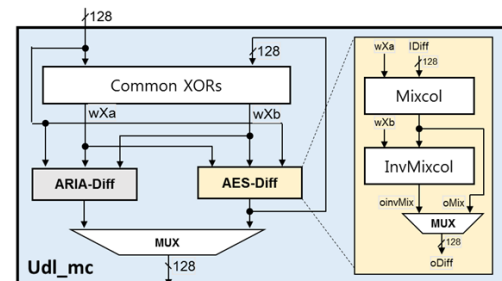 128
128
Common XORs
wXa
wXb
ARIA-Diff
AES-Diff
MUX
Udl_mc
128
wXa
IDiff
128
Mixcol
wXb
InvMixcol
oinvMix
oMix
MUX
128
oDiff